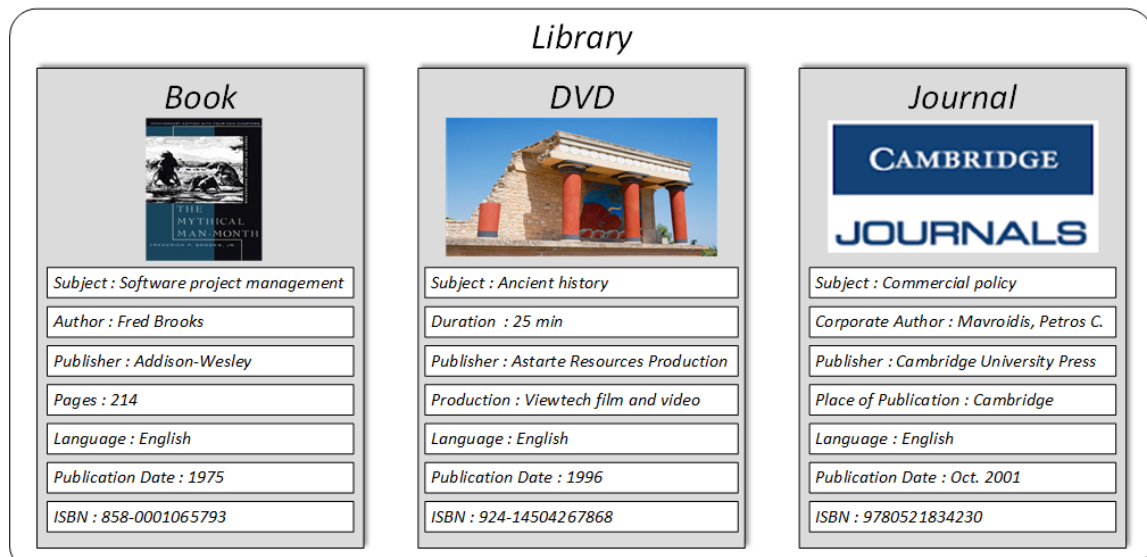 Library
Book
THE
MYTHICAL
MAN-MONTH
FREDERICK P. BROOKS, JR.
Subject : Software project management
Author : Fred Brooks
Publisher : Addison-Wesley
Pages : 214
Language : English
Publication Date : 1975
ISBN : 858-0001065793
DVD
Subject : Ancient history
Duration : 25 min
Publisher : Astarte Resources Production
Production : Viewtech film and video
Language : English
Publication Date : 1996
ISBN : 924-14504267868
Journal
CAMBRIDGE
JOURNALS
Subject : Commercial policy
Corporate Author : Mavroidis, Petros C.
Publisher : Cambridge University Press
Place of Publication : Cambridge
Language : English
Publication Date : Oct. 2001
ISBN : 9780521834230